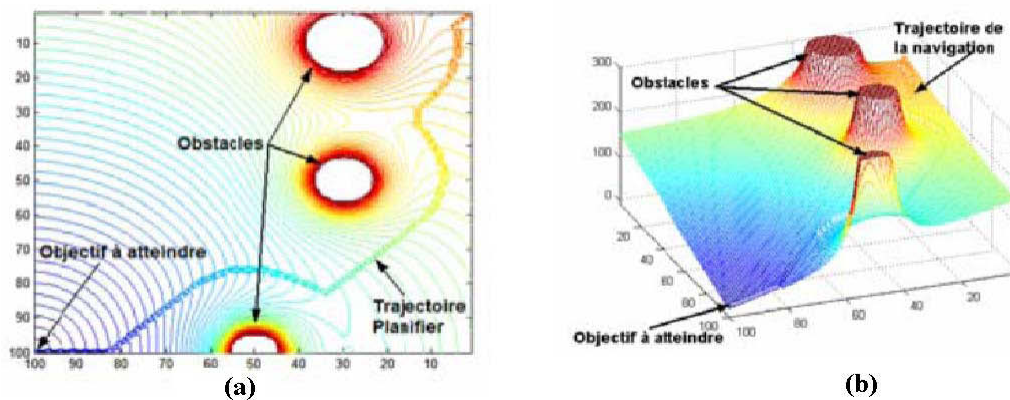 10
20
30
40
50
60
70
80
90
100
100 90 80 70 60 50 40 30 20 10
Obstacles
Objectif à atteindre
Trajectoire
Planifier
(a)
300
200
100
0
20
40
60
80
100
100
80
60
40
20
Trajectoire de
la navigation
Obstacles
Objectif à atteindre
(b)